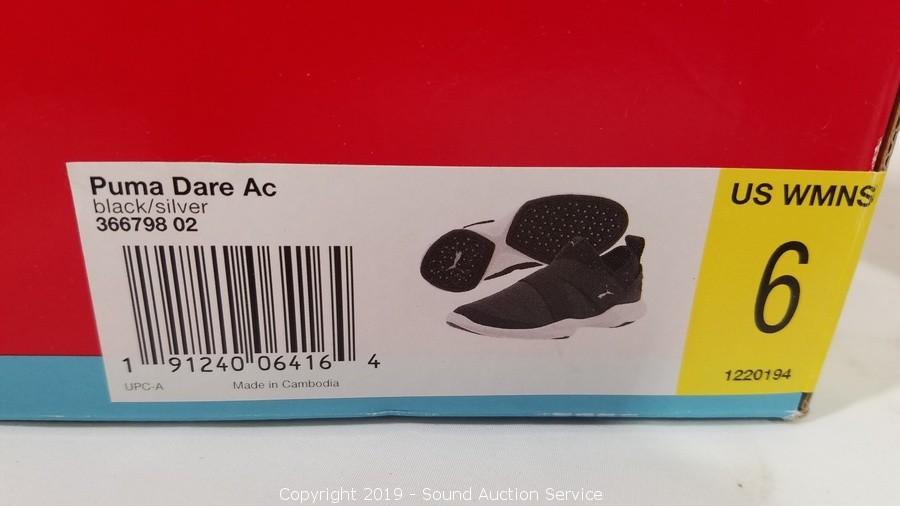 Puma Dare Ac
black/silver
366798 02
1 91240 06416 4
UPC-A Made in Cambodia
US WMNS
6
1220194
Copyright 2019 - Sound Auction Service